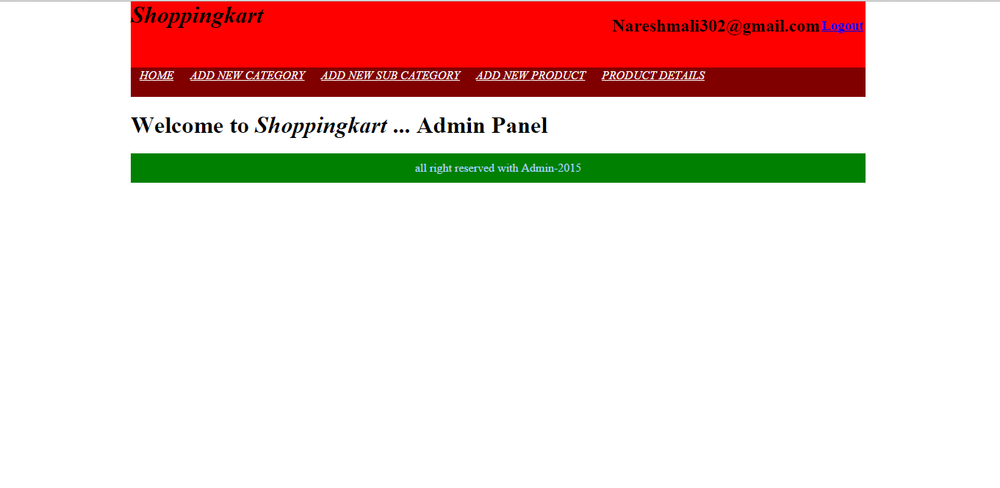 Shoppingkart
Nareshmali302@gmail.com Logout
HOME ADD NEW CATEGORY ADD NEW SUB CATEGORY ADD NEW PRODUCT PRODUCT DETAILS
Welcome to Shoppingkart ... Admin Panel
all right reserved with Admin-2015